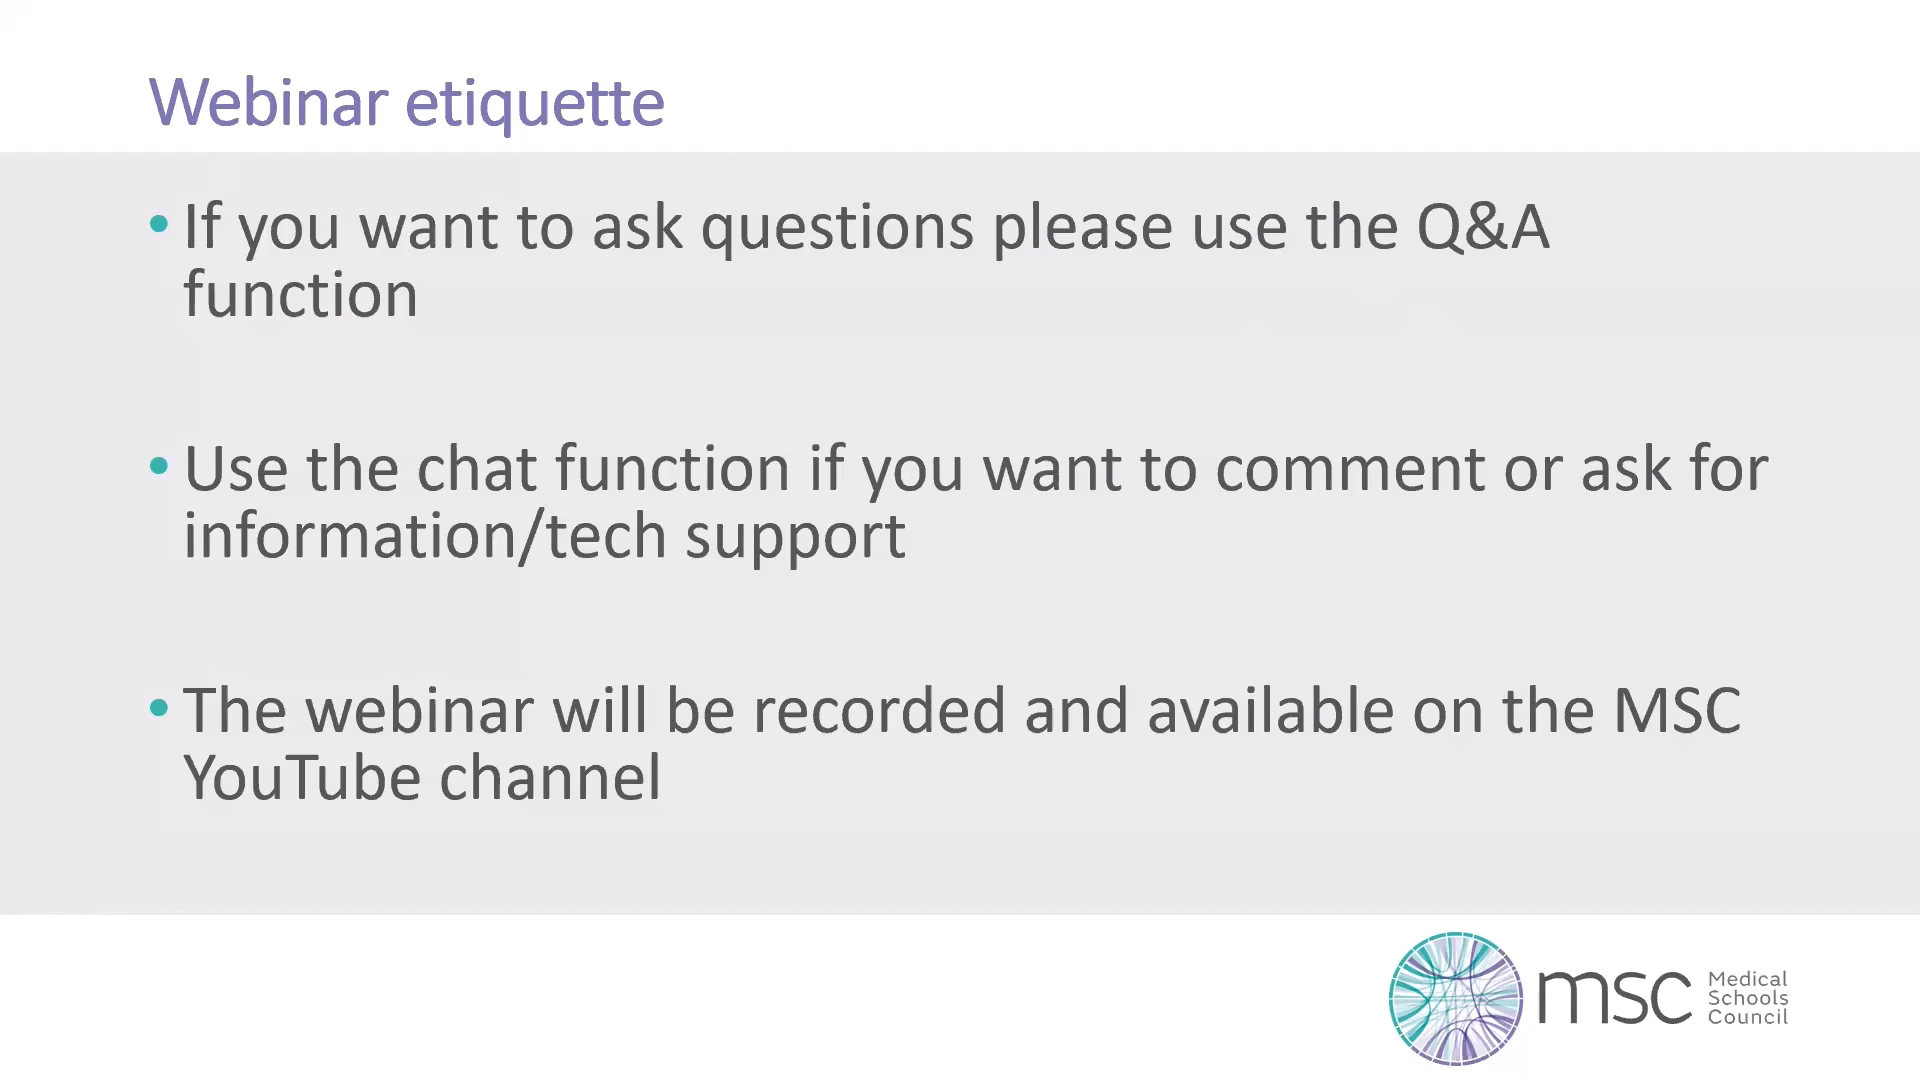 Webinar etiquette
• If you want to ask questions please use the Q&A
function
• Use the chat function if you want to comment or ask for
information/tech support
• The webinar will be recorded and available on the MSC
YouTube channel
msc
Medical
Schools
Council